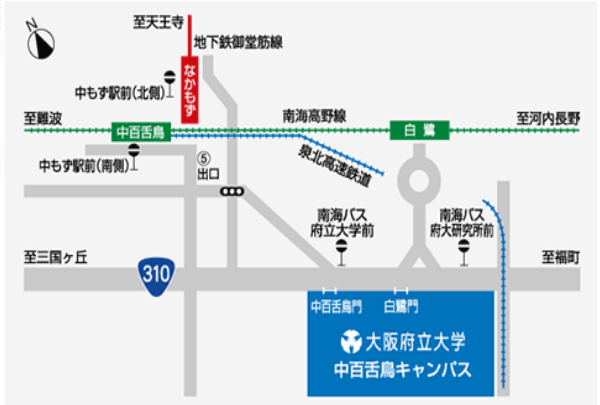 至天王寺
地下鉄御堂筋線
なかもず
中もず駅前(北側)
至難波
中百舌鳥
南海高野線
白鷺
至河内長野
中もず駅前(南側)
⑤
出口
泉北高速鉄道
南海バス
府立大学前
南海バス
府大研究所前
至三国ヶ丘
310
至福町
中百舌鳥門
白鷺門
大阪府立大学
中百舌鳥キャンパス